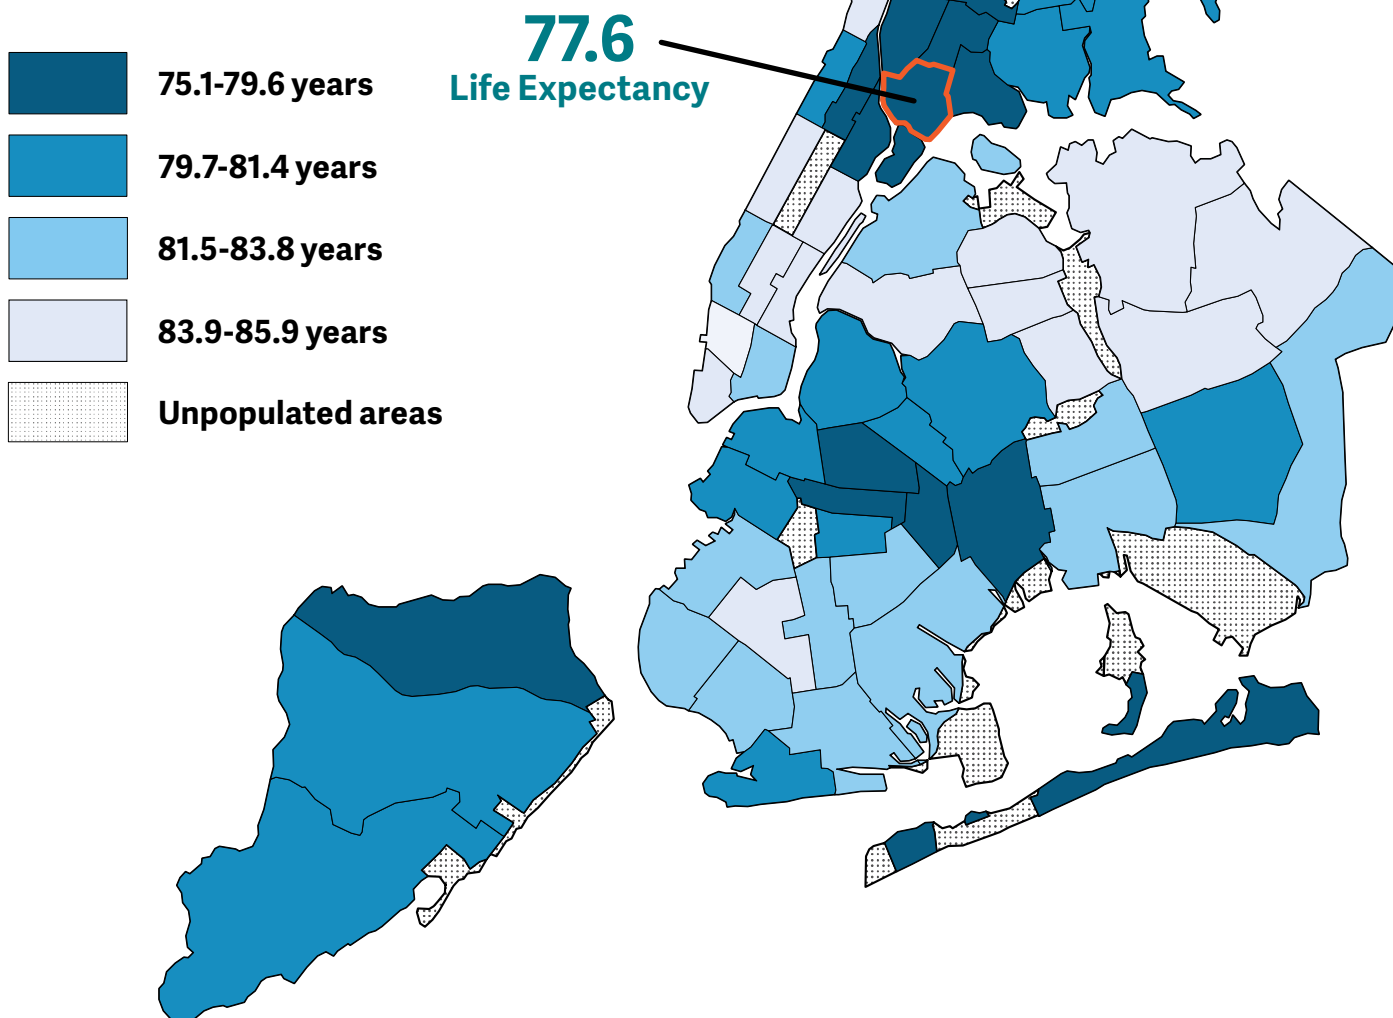 77.6
Life Expectancy
75.1-79.6 years
79.7-81.4 years
81.5-83.8 years
83.9-85.9 years
Unpopulated areas